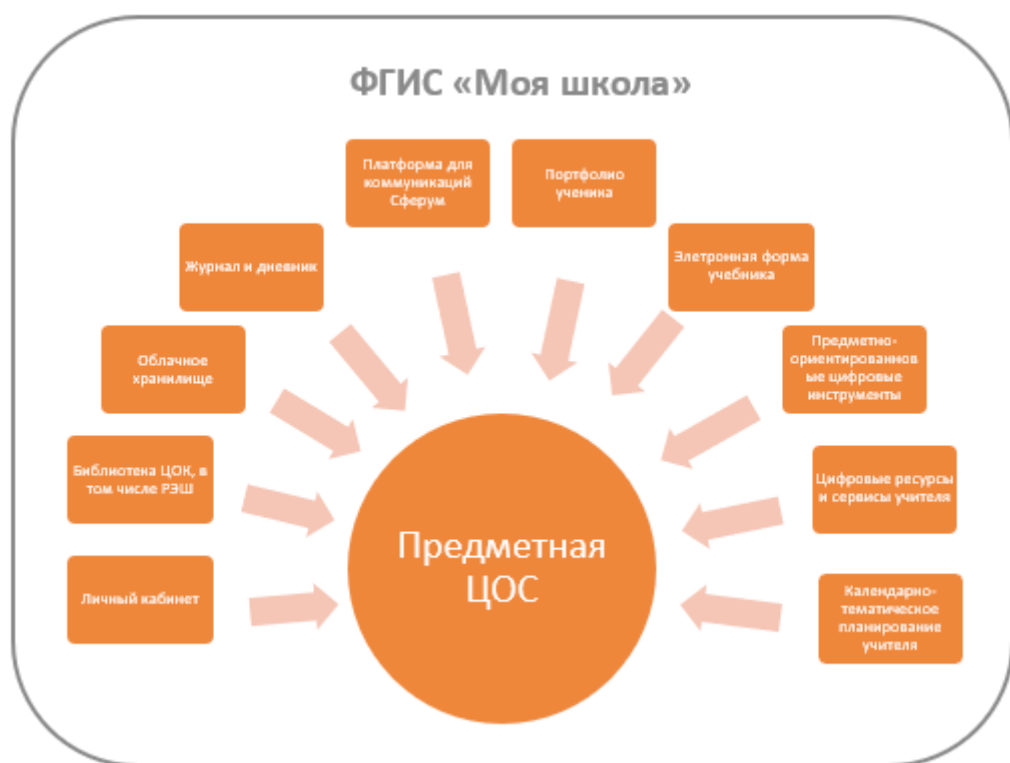 ФГИС «Моя школа»
Платформа для
коммуникаций
Сферум
Портфолио
ученика
Журнал и дневник
Элетронная форма
учебника
Облачное
хранилище
Предметно-
ориентированнов
ые цифровые
инструменты
Библиотека ЦОК, в
том числе РЭШ
Цифровые ресурсы
и сервисы учителя
Личный кабинет
Календарно-
тематическое
планирование
учителя
Предметная
ЦОС